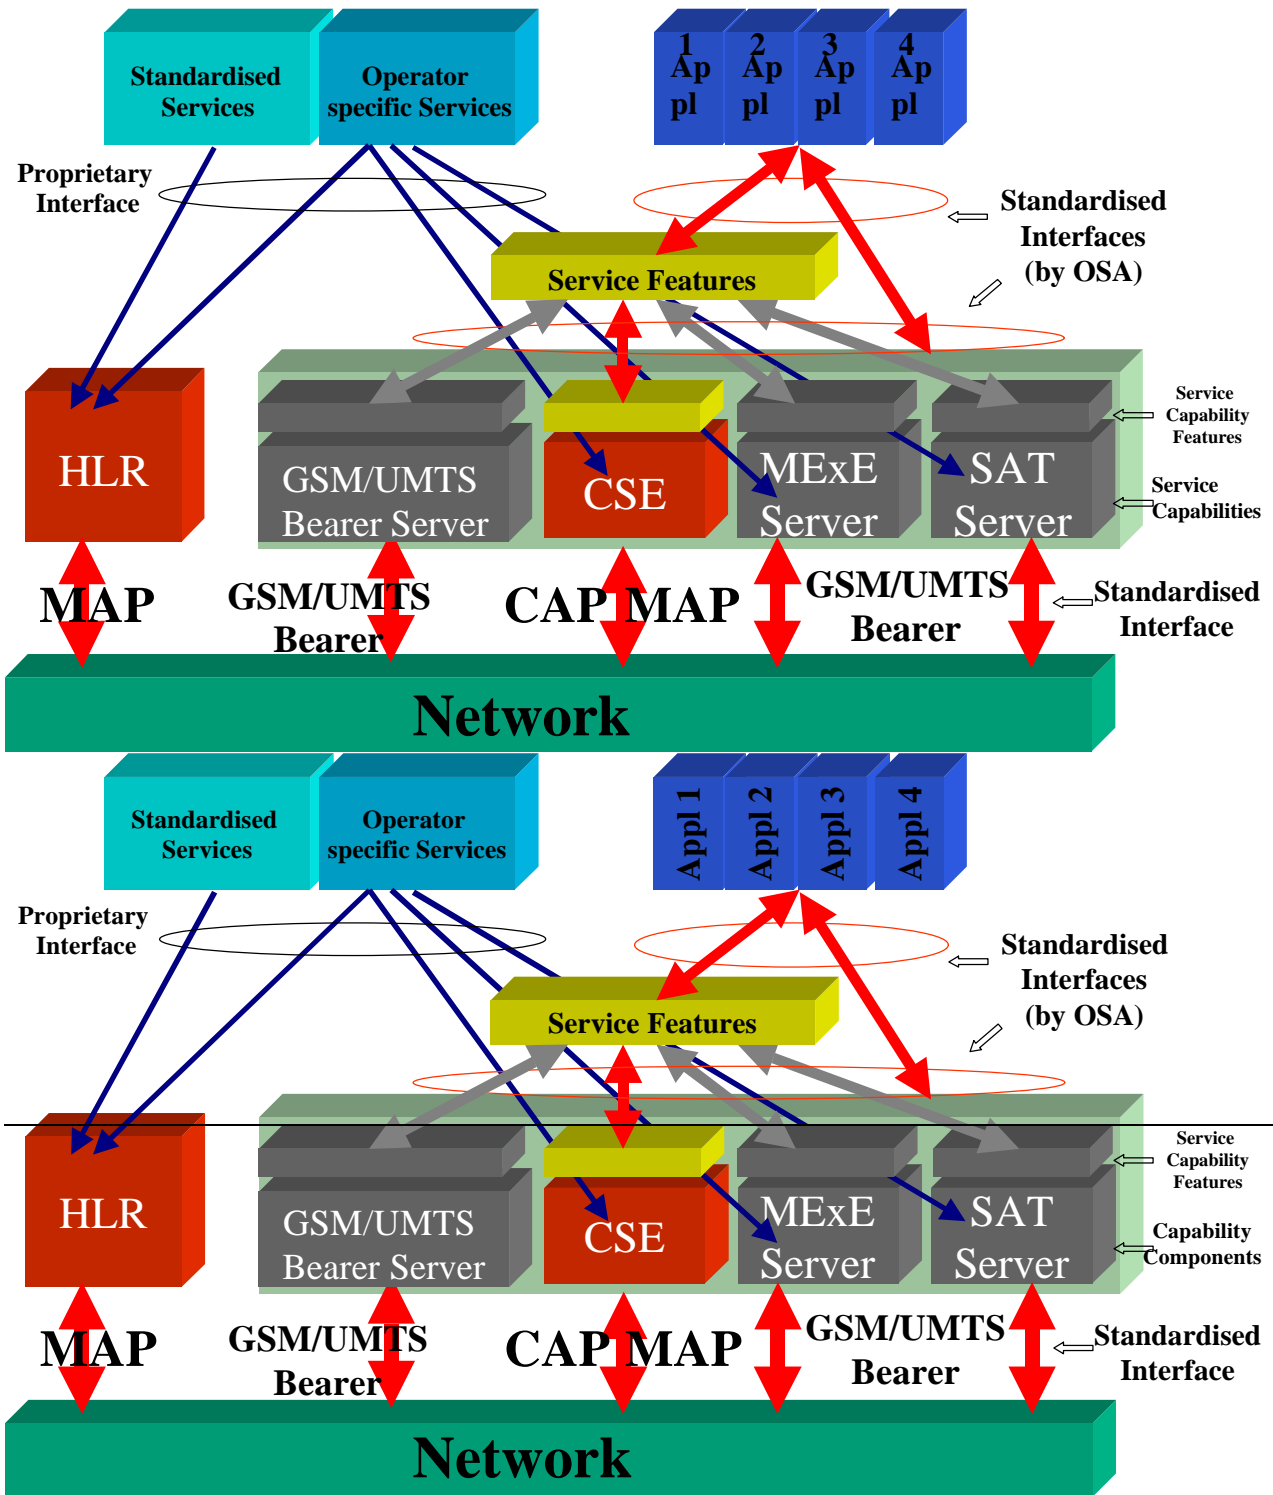 Standardised
Services
Operator
specific Services
1
Ap
pl
2
Ap
pl
3
Ap
pl
4
Ap
pl
Proprietary
Interface
Standardised
Interfaces
(by OSA)
Service Features
Service
Capability
Features
HLR
GSM/UMTS
Bearer Server
CSE
MExE
Server
SAT
Server
Service
Capabilities
MAP
GSM/UMTS
Bearer
CAP MAP
GSM/UMTS
Bearer
Standardised
Interface
Network
Standardised
Services
Operator
specific Services
Appl 1
Appl 2
Appl 3
Appl 4
Proprietary
Interface
Standardised
Interfaces
(by OSA)
Service Features
Service
Capability
Features
HLR
GSM/UMTS
Bearer Server
CSE
MExE
Server
SAT
Server
Capability
Components
MAP
GSM/UMTS
Bearer
CAP MAP
GSM/UMTS
Bearer
Standardised
Interface
Network